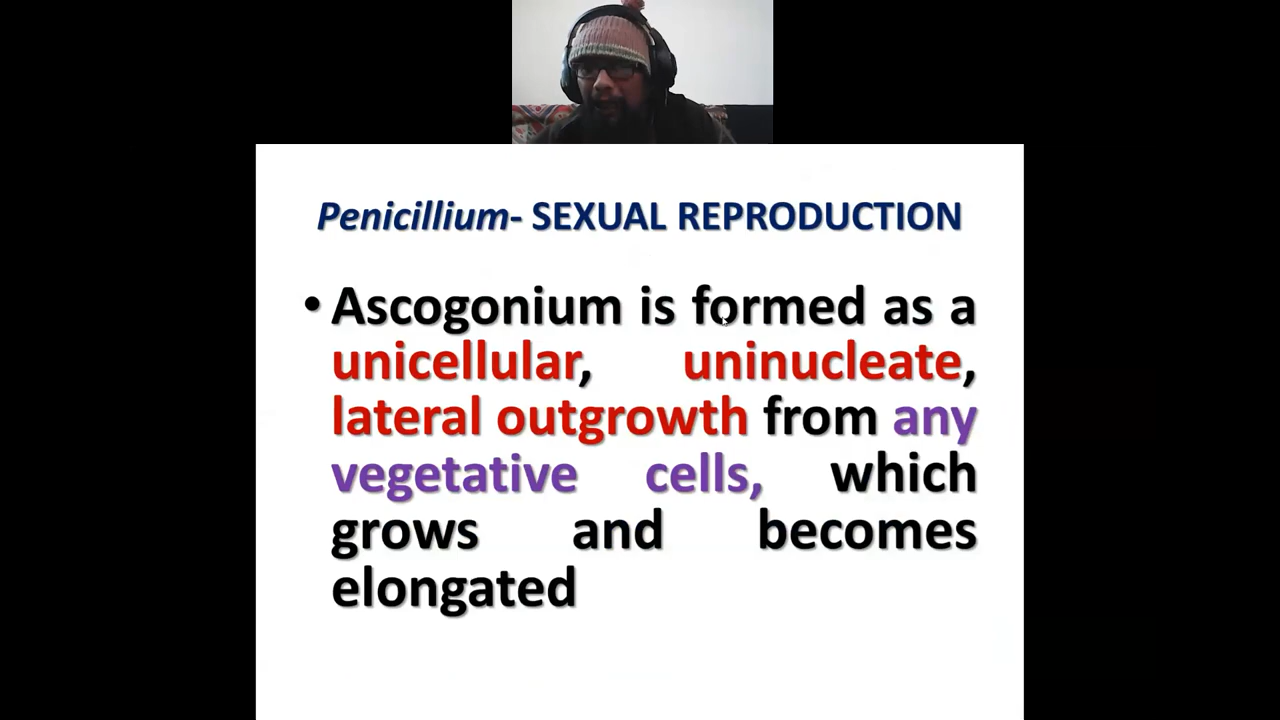 Penicillium- SEXUAL REPRODUCTION
• Ascogonium is formed as a
unicellular, uninucleate,
lateral outgrowth from any
vegetative cells, which
grows and becomes
elongated